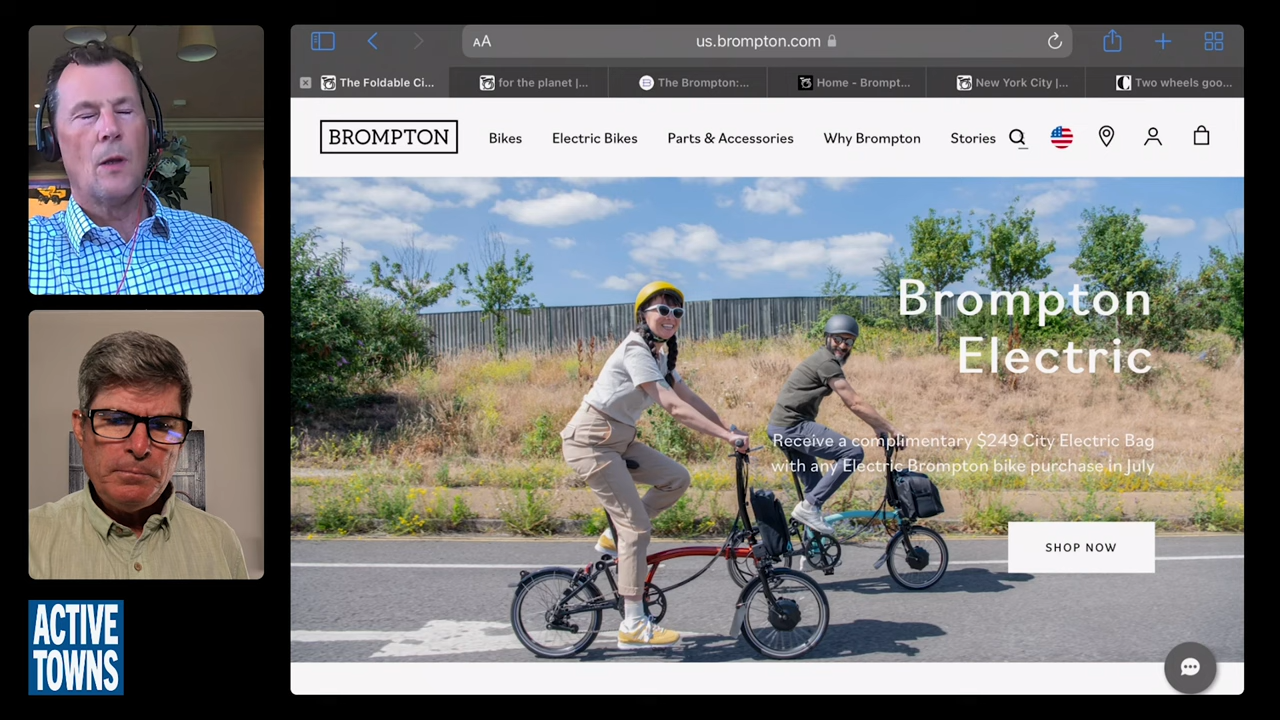 AA
us.brompton.com
The Foldable Ci...
for the planet |...
The Brompton:...
Home - Brompt...
New York City |...
Two wheels goo...
BROMPTON
Bikes
Electric Bikes
Parts & Accessories
Why Brompton
Stories
Brompton
Electric
Receive a complimentary $249 City Electric Bag
with any Electric Brompton bike purchase in July
SHOP NOW
ACTIVE
TOWNS